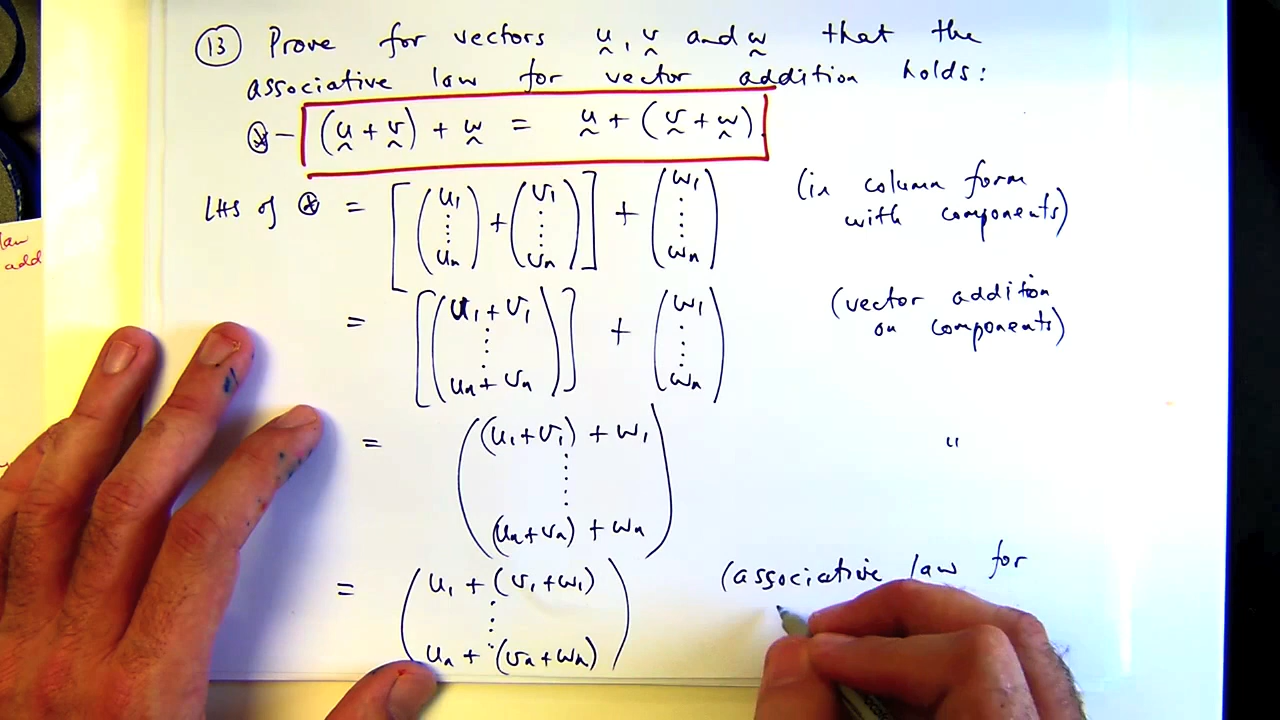 (13) Prove for vectors u, v and w that the
associative law for vector addition holds:
⊛ – (u + v) + w = u + (v + w).
LHS of ⊛ = [(u₁ ⋮ uₙ) + (v₁ ⋮ vₙ)] + (w₁ ⋮ wₙ) (in column form
with components)
= [(u₁ + v₁ ⋮ uₙ + vₙ)] + (w₁ ⋮ wₙ) (vector addition
on components)
= ((u₁ + v₁) + w₁ ⋮ (uₙ + vₙ) + wₙ) "
= (u₁ + (v₁ + w₁) ⋮ uₙ + (vₙ + wₙ)) (associative law for
law
add